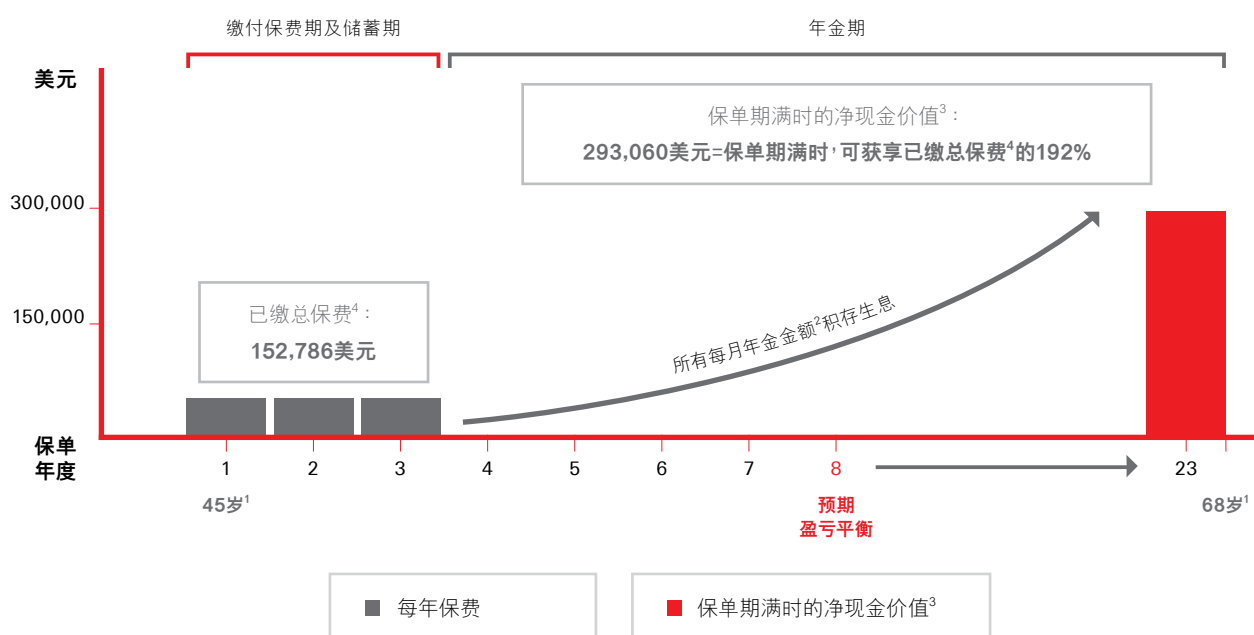 缴付保费期及储蓄期
年金期
美元
保单期满时的净现金价值3：
293,060美元=保单期满时，可获享已缴总保费4的192%
300,000
已缴总保费4：
152,786美元
所有每月年金金额2积存生息
150,000
保单
年度
1
2
3
4
5
6
7
8
23
45岁1
预期
盈亏平衡
68岁1
每年保费
保单期满时的净现金价值3